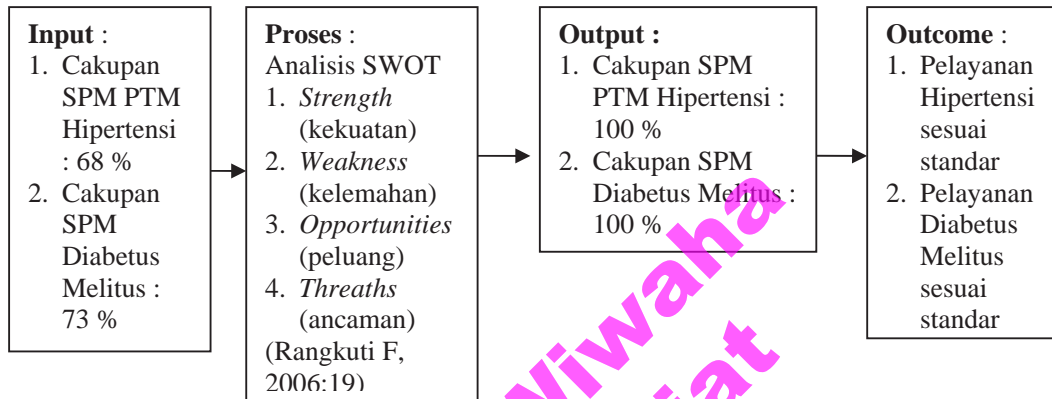 Input :
1. Cakupan
SPM PTM
Hipertensi
: 68 %
2. Cakupan
SPM
Diabetus
Melitus :
73 %
Proses :
Analisis SWOT
1. Strength
(kekuatan)
2. Weakness
(kelemahan)
3. Opportunities
(peluang)
4. Threaths
(ancaman)
(Rangkuti F,
2006:19)
Output :
1. Cakupan SPM
PTM Hipertensi :
100 %
2. Cakupan SPM
Diabetus Melitus :
100 %
Outcome :
1. Pelayanan
Hipertensi
sesuai
standar
2. Pelayanan
Diabetus
Melitus
sesuai
standar
Wiwaha